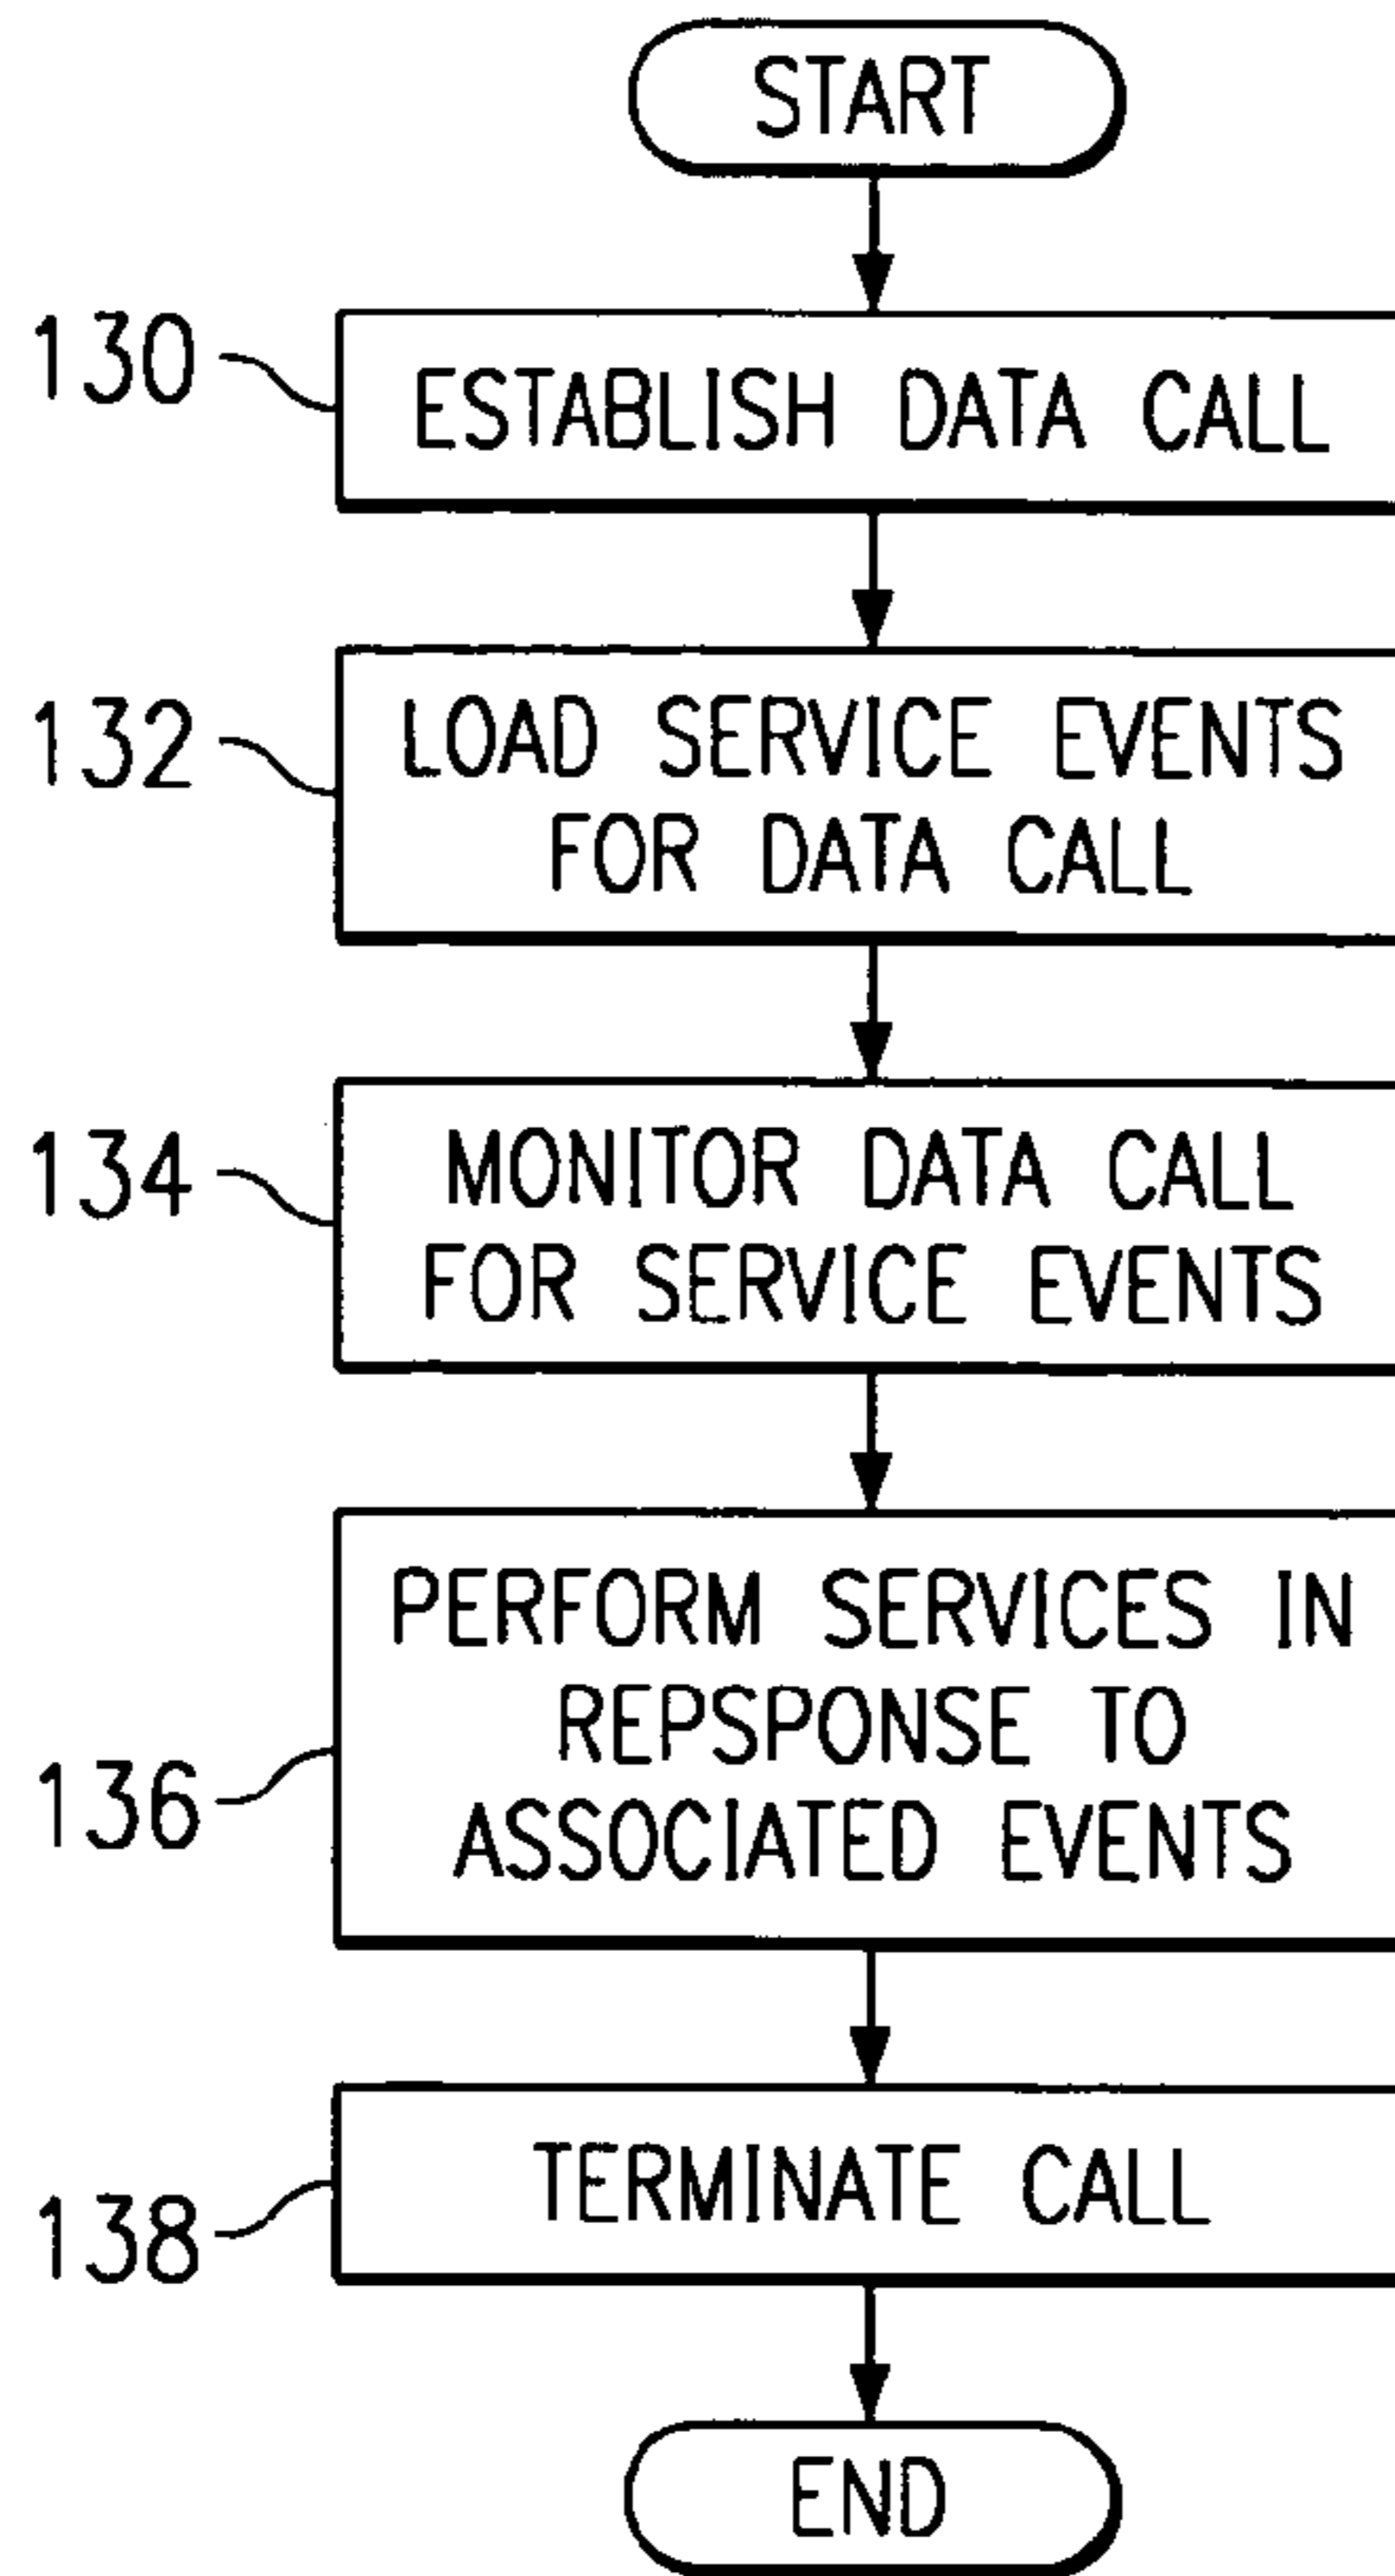 START
130
ESTABLISH DATA CALL
132
LOAD SERVICE EVENTS
FOR DATA CALL
134
MONITOR DATA CALL
FOR SERVICE EVENTS
136
PERFORM SERVICES IN
REPSPONSE TO
ASSOCIATED EVENTS
138
TERMINATE CALL
END